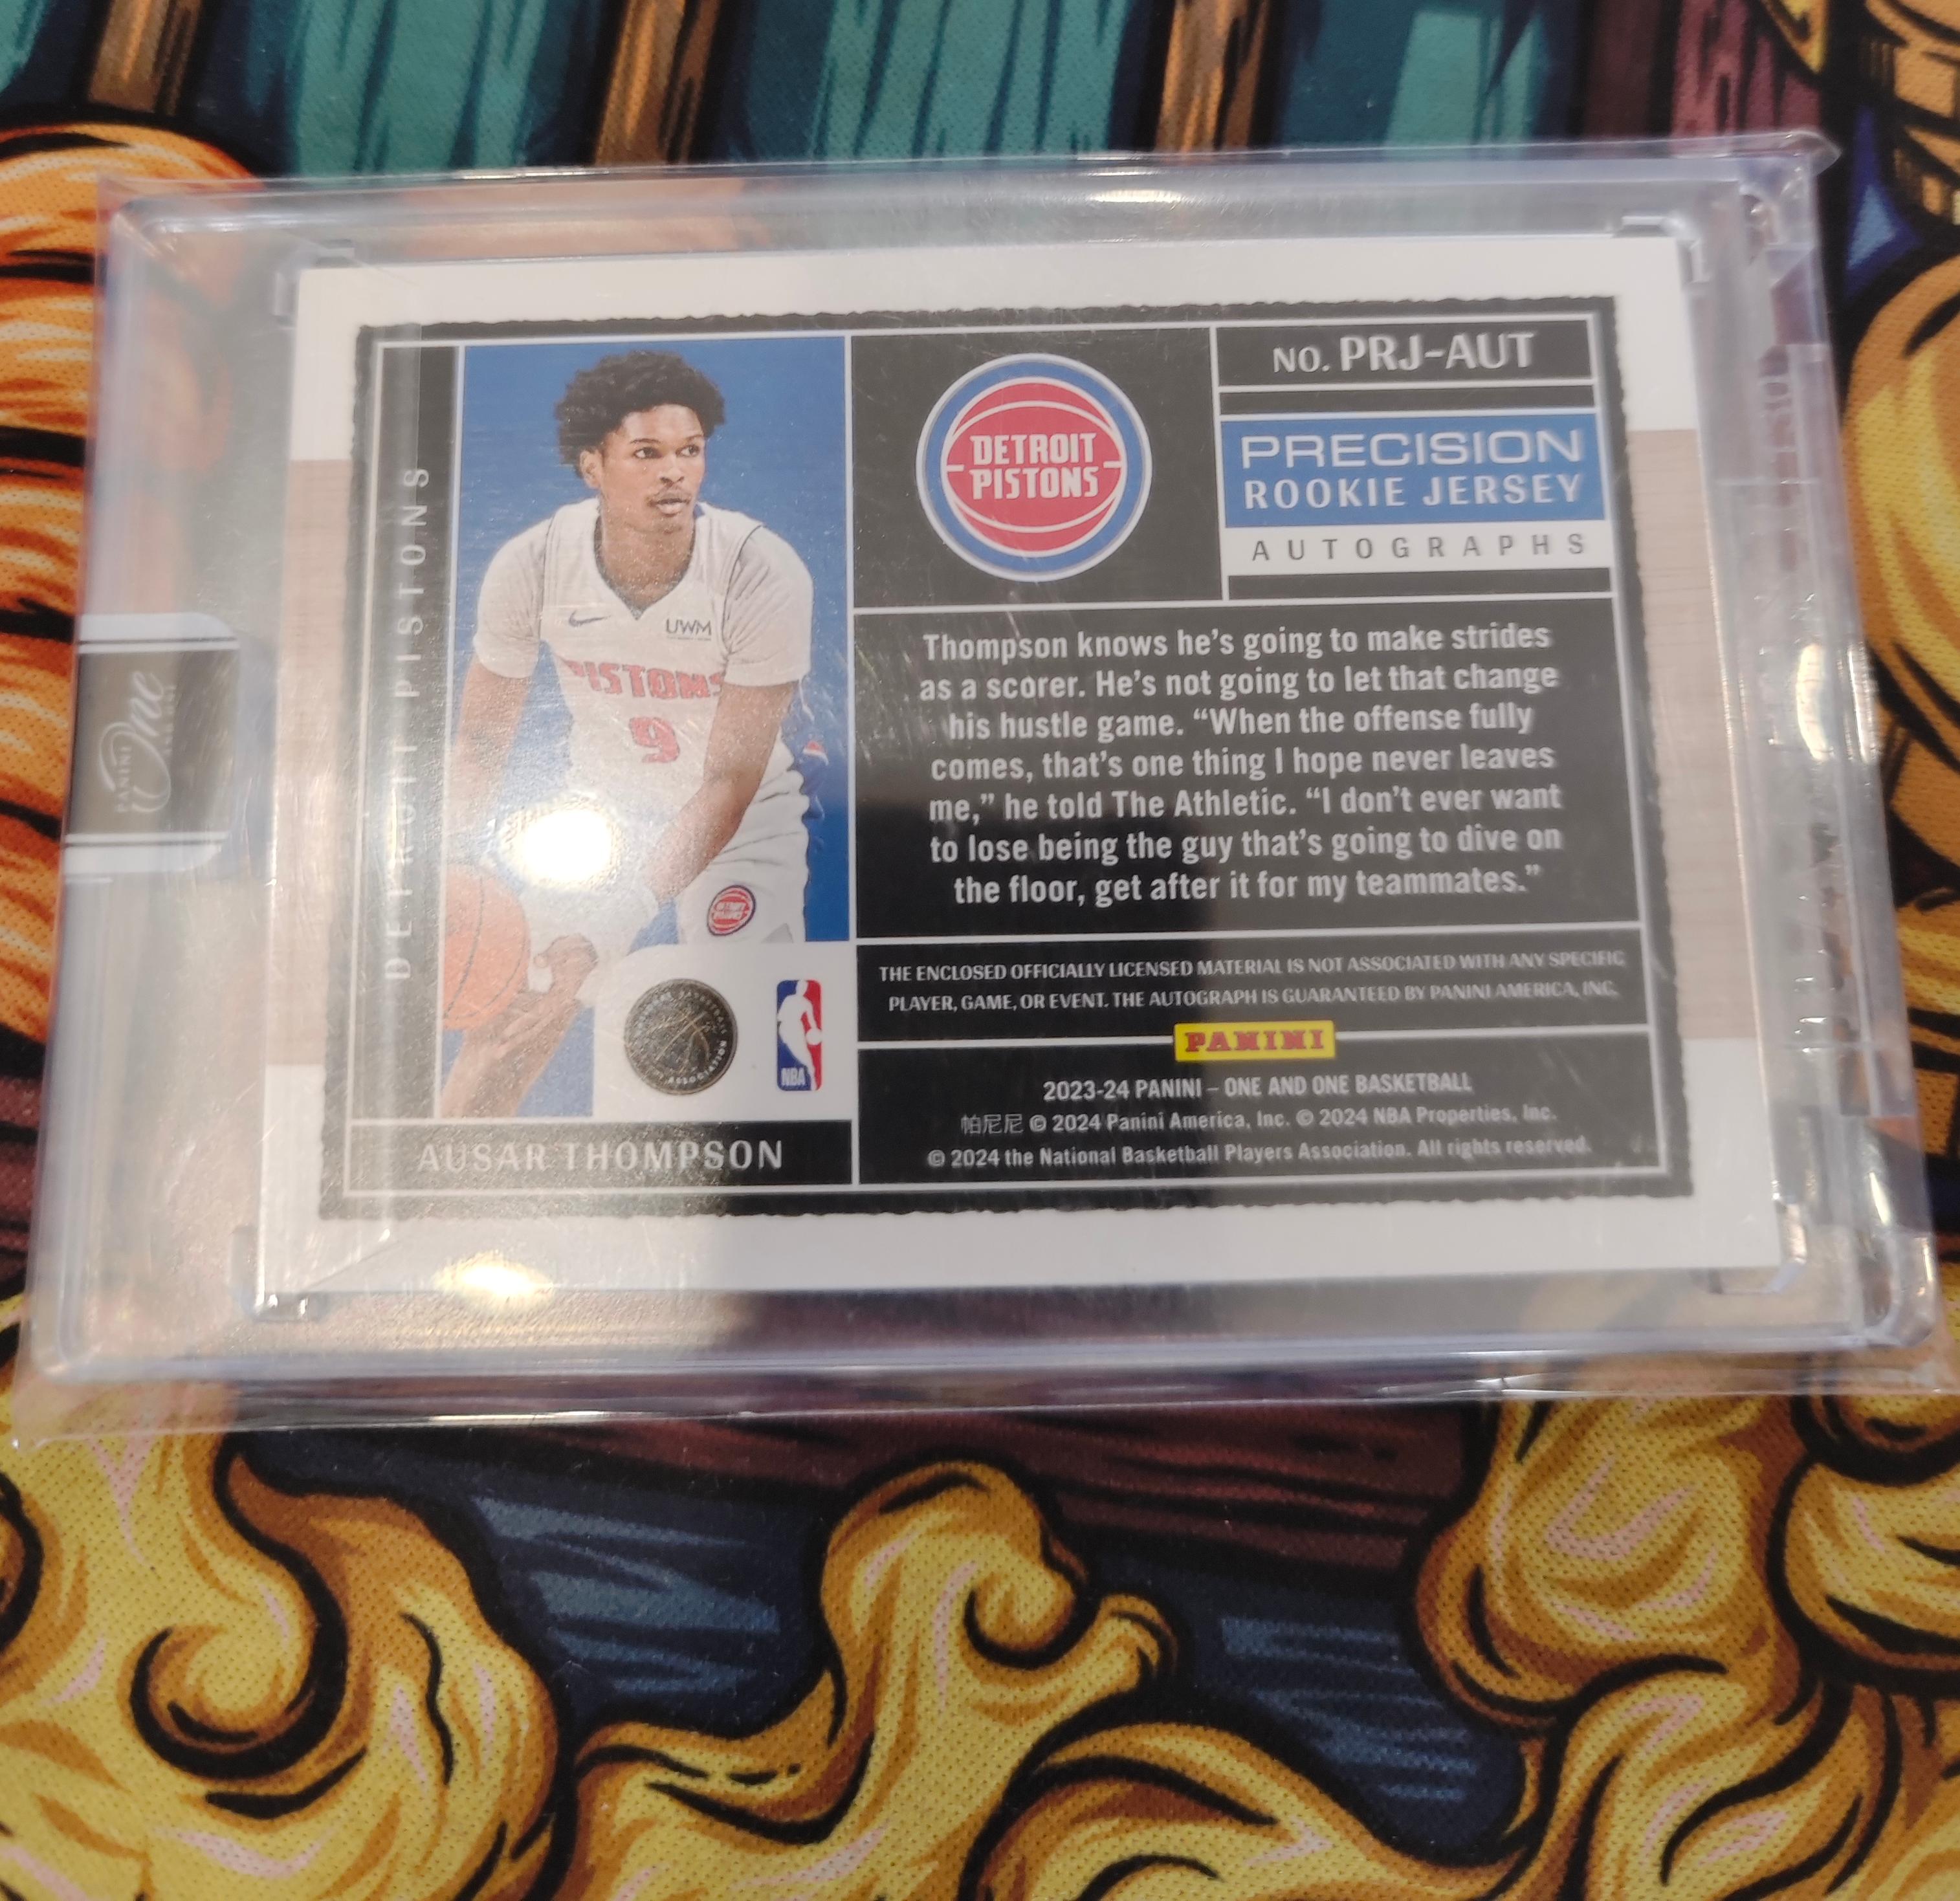 PANINI
One
AND ONE
DETROIT PISTONS
UWM
PISTONS
9
DETROIT
PISTONS
NBA
AUSAR THOMPSON
DETROIT
PISTONS
NO. PRJ-AUT
PRECISION
ROOKIE JERSEY
AUTOGRAPHS
Thompson knows he's going to make strides
as a scorer. He's not going to let that change
his hustle game. “When the offense fully
comes, that's one thing I hope never leaves
me,” he told The Athletic. “I don't ever want
to lose being the guy that's going to dive on
the floor, get after it for my teammates.”
THE ENCLOSED OFFICIALLY LICENSED MATERIAL IS NOT ASSOCIATED WITH ANY SPECIFIC
PLAYER, GAME, OR EVENT. THE AUTOGRAPH IS GUARANTEED BY PANINI AMERICA, INC.
PANINI
2023-24 PANINI – ONE AND ONE BASKETBALL
帕尼尼 © 2024 Panini America, Inc. © 2024 NBA Properties, Inc.
© 2024 the National Basketball Players Association. All rights reserved.